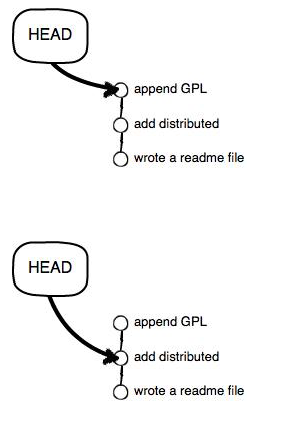 HEAD
append GPL
add distributed
wrote a readme file
HEAD
append GPL
add distributed
wrote a readme file